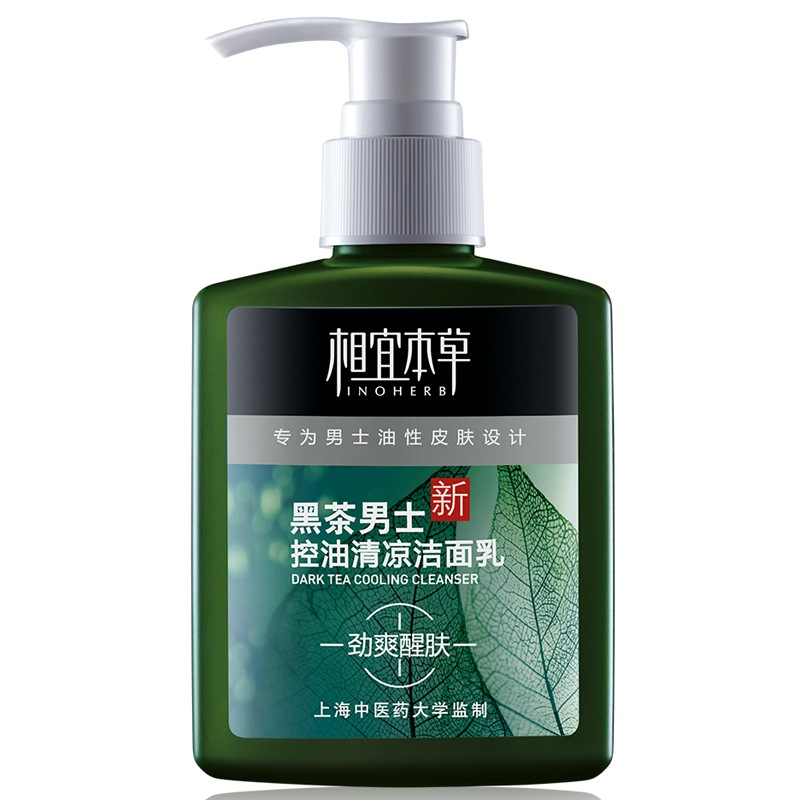 相宜本草
INOHERB
专为男士油性皮肤设计
黑茶男士 新
控油清凉洁面乳
DARK TEA COOLING CLEANSER
劲爽醒肤
上海中医药大学监制